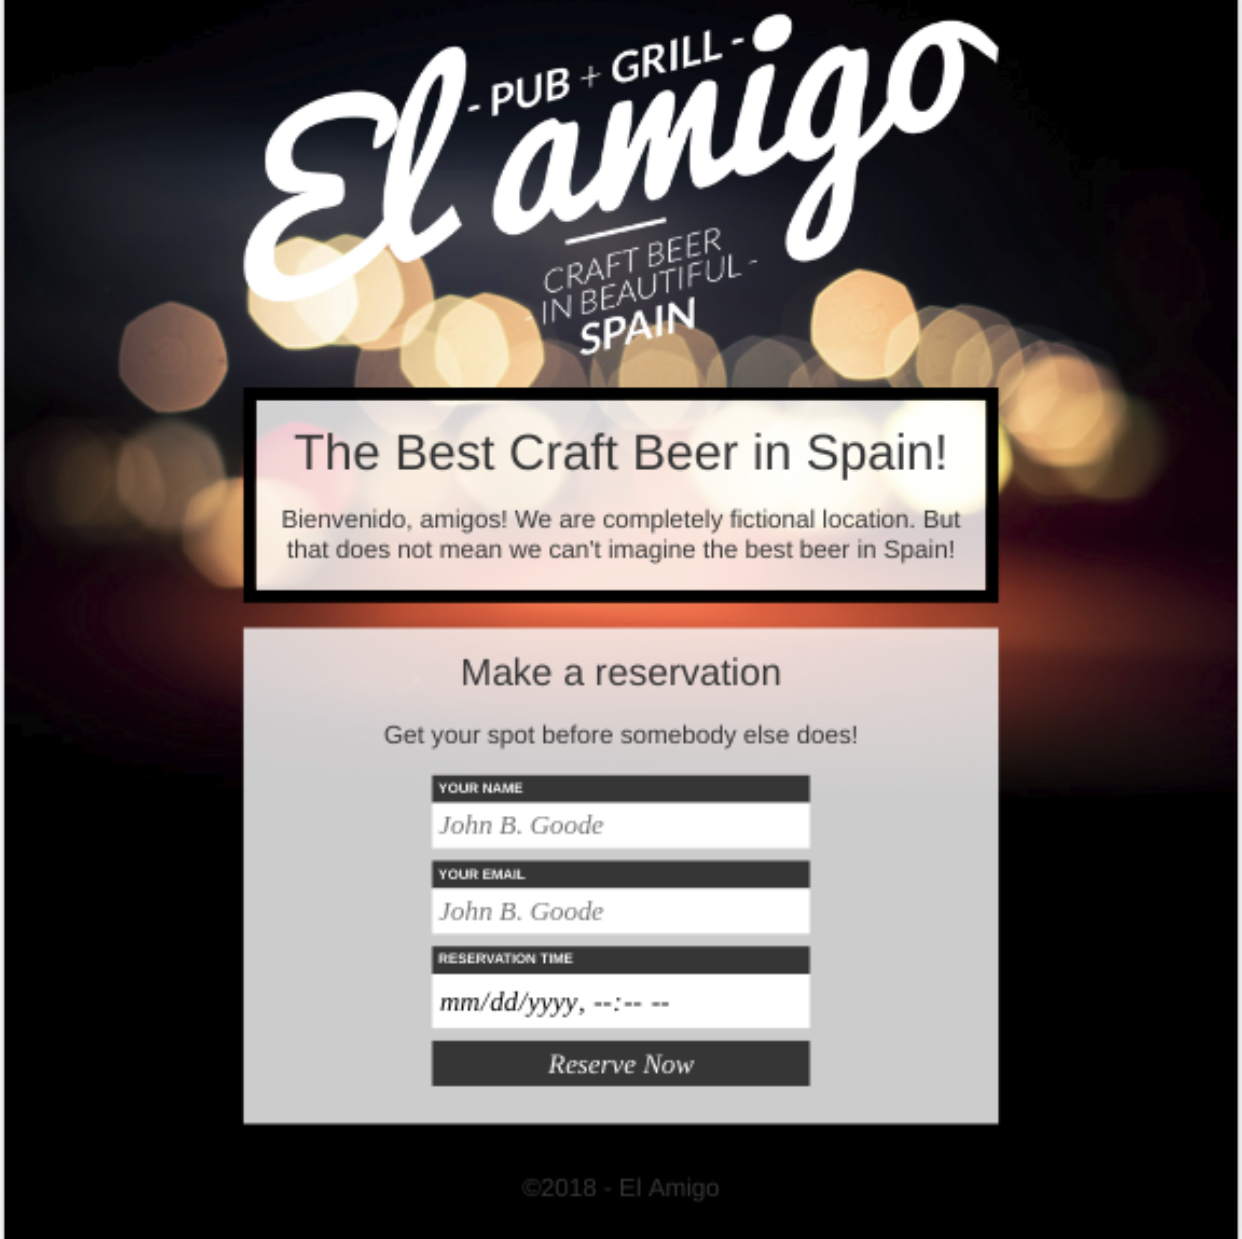 - PUB + GRILL -
El amigo
CRAFT BEER
- IN BEAUTIFUL -
SPAIN
The Best Craft Beer in Spain!
Bienvenido, amigos! We are completely fictional location. But
that does not mean we can't imagine the best beer in Spain!
Make a reservation
Get your spot before somebody else does!
YOUR NAME
John B. Goode
YOUR EMAIL
John B. Goode
RESERVATION TIME
mm/dd/yyyy, --:-- --
Reserve Now
©2018 - El Amigo